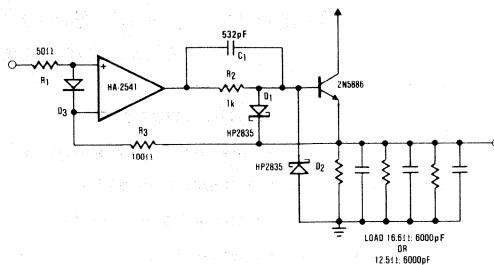 532pF
C1
50Ω
R1
+
HA-2541
−
D3
R2
1k
D1
HP2835
2N5886
R3
100Ω
HP2835
D2
LOAD 16.6Ω; 6000pF
OR
12.5Ω; 6000pF